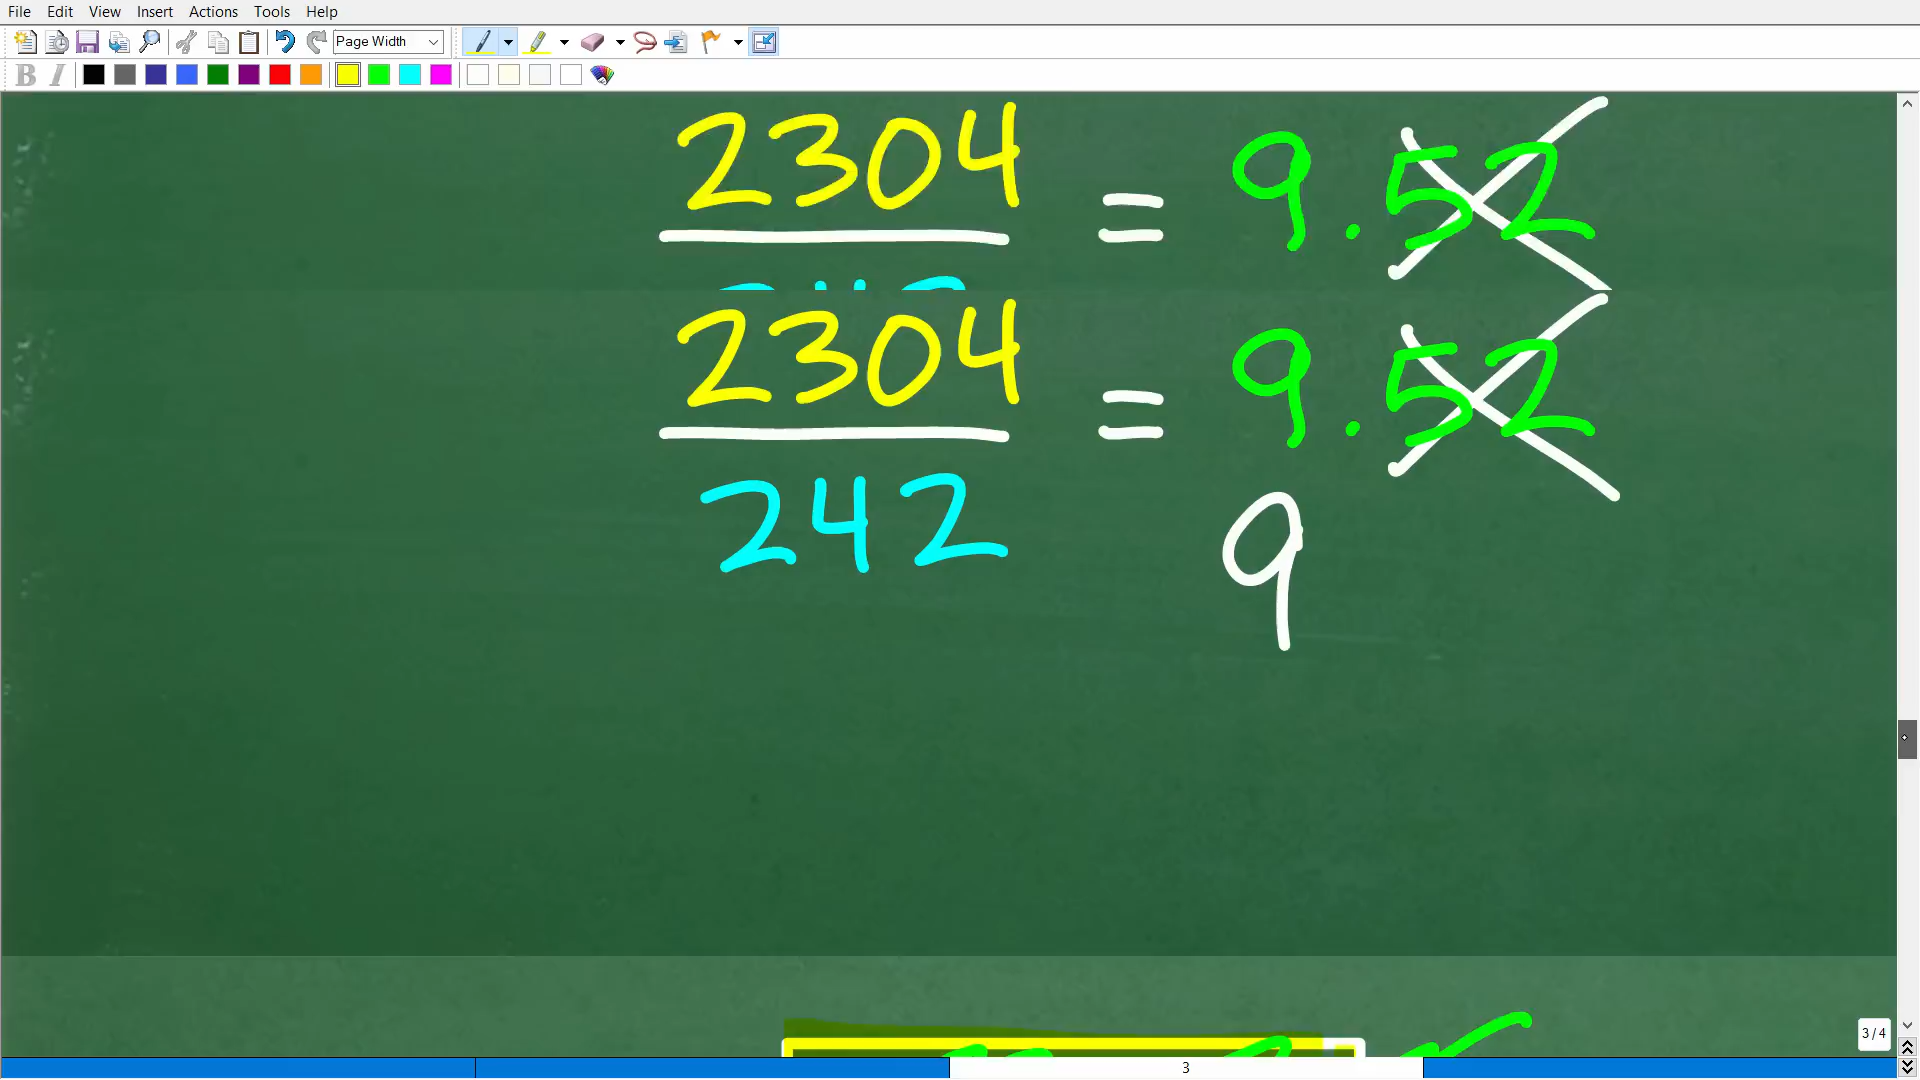 File Edit View Insert Actions Tools Help
Page Width
B I
2304 = 9.52
2304 = 9.52
242 9
3 / 4
3